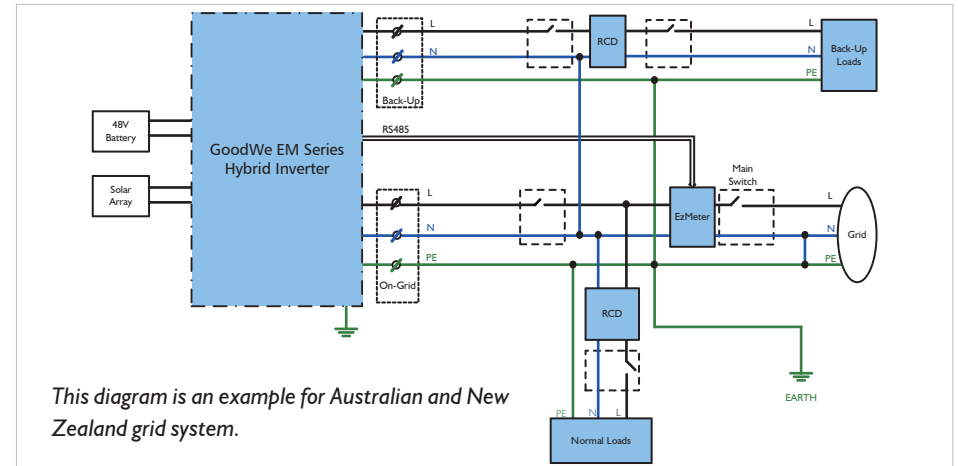 L
RCD
L
N
N
Back-Up
Loads
PE
Back-Up
48V
Battery
RS485
GoodWe EM Series
Hybrid Inverter
Main
Switch
Solar
Array
L
L
EzMeter
N
N
Grid
PE
PE
On-Grid
RCD
This diagram is an example for Australian and New
Zealand grid system.
EARTH
PE
N
L
Normal Loads